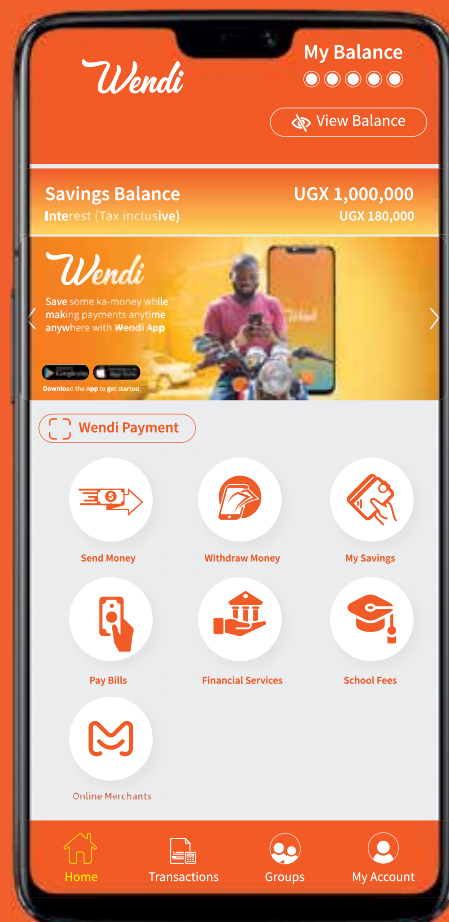 Wendi
My Balance
View Balance
Savings Balance
UGX 1,000,000
Interest (Tax inclusive)
UGX 180,000
Wendi
Save some ka-money while
making payments anytime
anywhere with Wendi App
Download the App to get started
Wendi Payment
Send Money
Withdraw Money
My Savings
Pay Bills
Financial Services
School Fees
Online Merchants
Home
Transactions
Groups
My Account